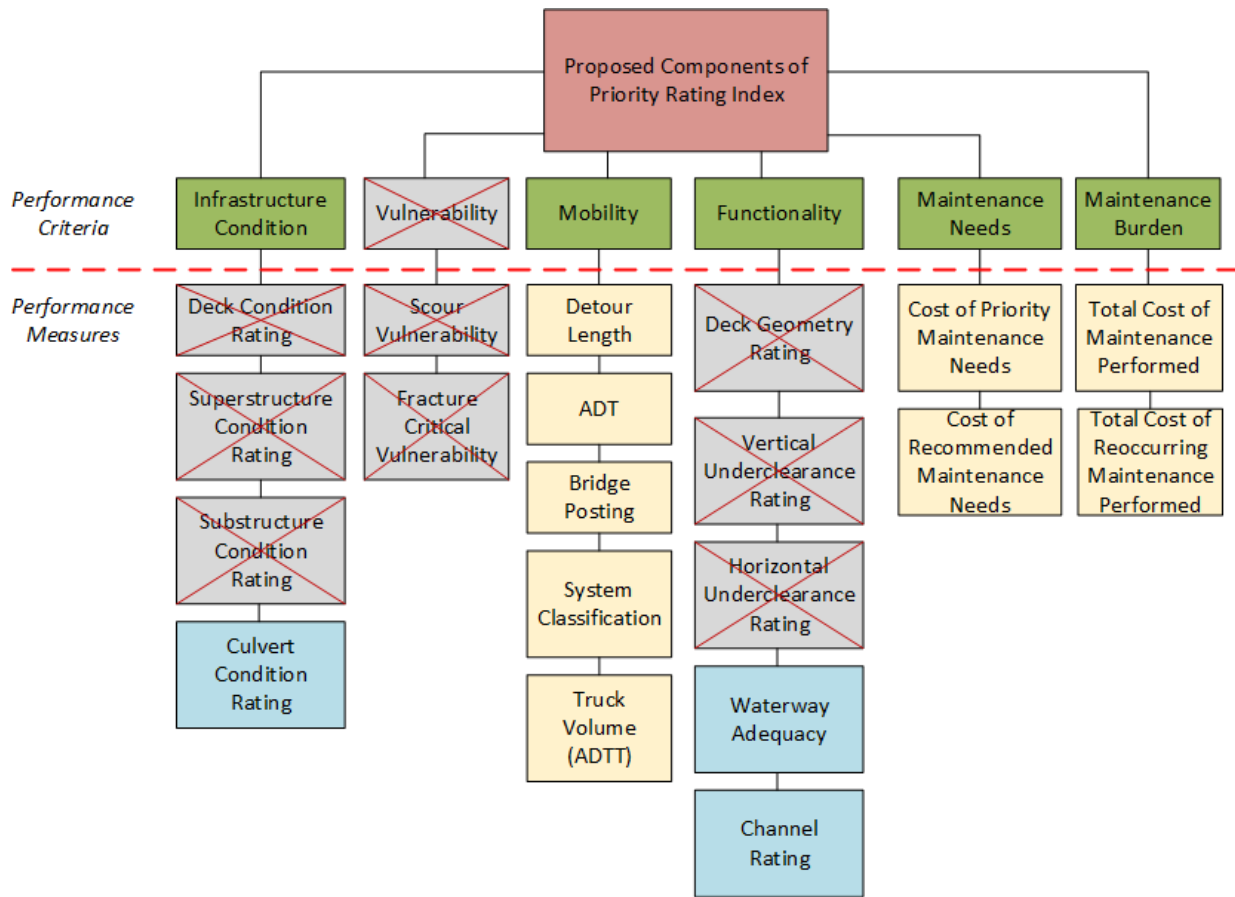 Proposed Components of
Priority Rating Index
Performance
Criteria
Infrastructure
Condition
Vulnerability
Mobility
Functionality
Maintenance
Needs
Maintenance
Burden
Performance
Measures
Deck Condition
Rating
Superstructure
Condition
Rating
Substructure
Condition
Rating
Culvert
Condition
Rating
Scour
Vulnerability
Fracture
Critical
Vulnerability
Detour
Length
ADT
Bridge
Posting
System
Classification
Truck
Volume
(ADTT)
Deck Geometry
Rating
Vertical
Underclearance
Rating
Horizontal
Underclearance
Rating
Waterway
Adequacy
Channel
Rating
Cost of Priority
Maintenance
Needs
Cost of
Recommended
Maintenance
Needs
Total Cost of
Maintenance
Performed
Total Cost of
Reoccurring
Maintenance
Performed